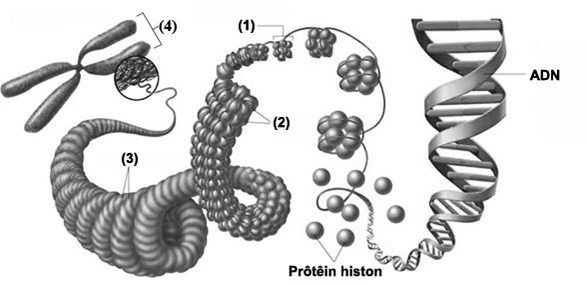 (4)
(1)
ADN
(2)
(3)
Prôtêin histon